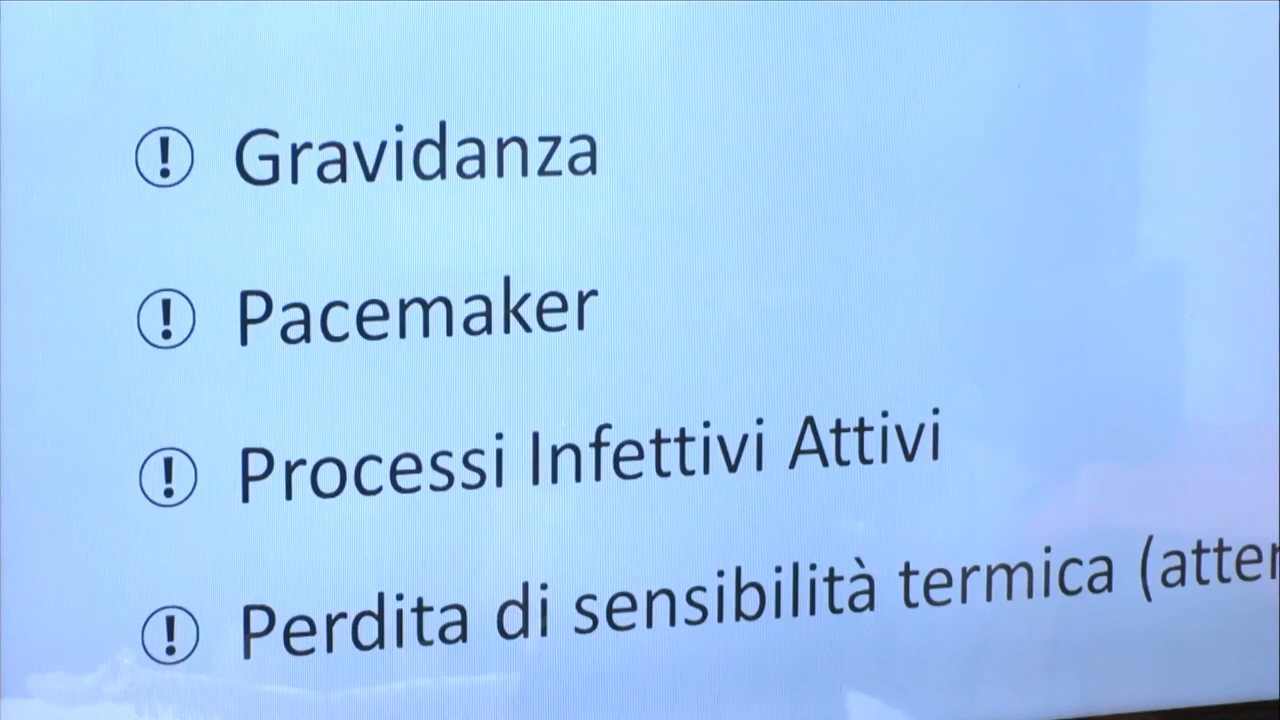 ! Gravidanza
! Pacemaker
! Processi Infettivi Attivi
! Perdita di sensibilità termica